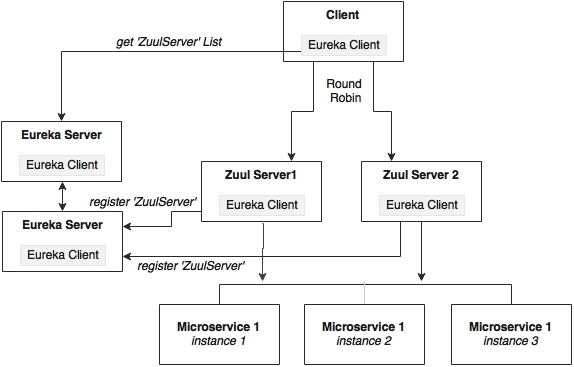 Client
Eureka Client
get 'ZuulServer' List
Round
Robin
Eureka Server
Eureka Client
Zuul Server1
Eureka Client
Zuul Server 2
Eureka Client
register 'ZuulServer'
Eureka Server
Eureka Client
register 'ZuulServer'
Microservice 1
instance 1
Microservice 1
instance 2
Microservice 1
instance 3